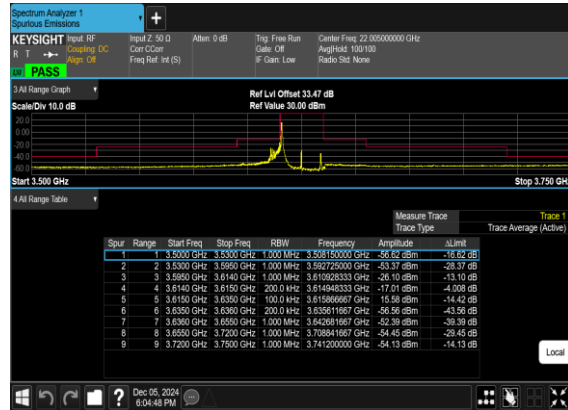 Spectrum Analyzer 1
Spurious Emissions
+
KEYSIGHT Input: RF Input Z: 50 Ω Atten: 0 dB Trig: Free Run Center Freq: 22.005000000 GHz
R T Coupling: DC Corr CCorr Gate: Off Avg|Hold: 100/100
Align: Off Freq Ref: Int (S) IF Gain: Low Radio Std: None
LW PASS
3 All Range Graph Ref Lvl Offset 33.47 dB
Scale/Div 10.0 dB Ref Value 30.00 dBm
20.0
0.00
-20.0
-40.0
-60.0
Start 3.500 GHz Stop 3.750 GHz
4 All Range Table
Measure Trace Trace 1
Trace Type Trace Average (Active)
Spur Range Start Freq Stop Freq RBW Frequency Amplitude ΔLimit
1 1 3.5000 GHz 3.5300 GHz 1.000 MHz 3.508150000 GHz -56.62 dBm -16.62 dB
2 2 3.5300 GHz 3.5950 GHz 1.000 MHz 3.592725000 GHz -53.37 dBm -28.37 dB
3 3 3.5950 GHz 3.6140 GHz 1.000 MHz 3.610928333 GHz -26.10 dBm -13.10 dB
4 4 3.6140 GHz 3.6150 GHz 200.0 kHz 3.614948333 GHz -17.01 dBm -4.008 dB
5 5 3.6150 GHz 3.6350 GHz 100.0 kHz 3.615866667 GHz 15.58 dBm -14.42 dB
6 6 3.6350 GHz 3.6360 GHz 200.0 kHz 3.635611667 GHz -56.56 dBm -43.56 dB
7 7 3.6360 GHz 3.6550 GHz 1.000 MHz 3.642681667 GHz -52.39 dBm -39.39 dB
8 8 3.6550 GHz 3.7200 GHz 1.000 MHz 3.708841667 GHz -54.45 dBm -29.45 dB
9 9 3.7200 GHz 3.7500 GHz 1.000 MHz 3.741200000 GHz -54.13 dBm -14.13 dB
Local
? Dec 05, 2024
6:04:48 PM